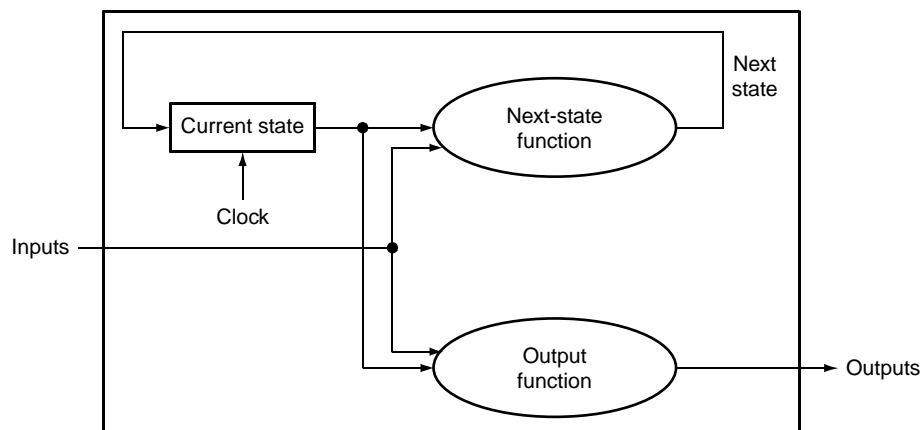 Next
state
Current state
Next-state
function
Clock
Inputs
Output
function
Outputs